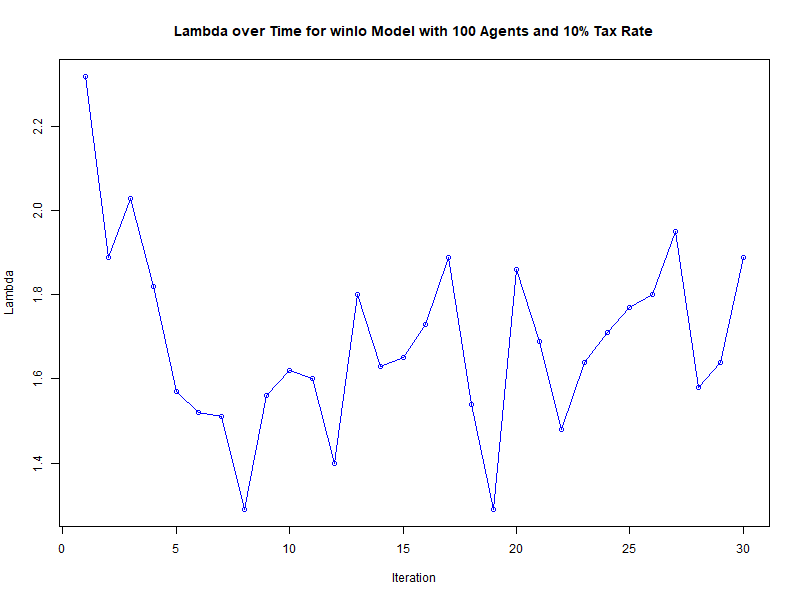 Lambda over Time for winlo Model with 100 Agents and 10% Tax Rate
2.2
2.0
1.8
1.6
1.4
Lambda
0 5 10 15 20 25 30
Iteration